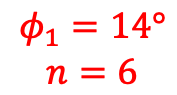 ϕ₁ = 14°
n = 6